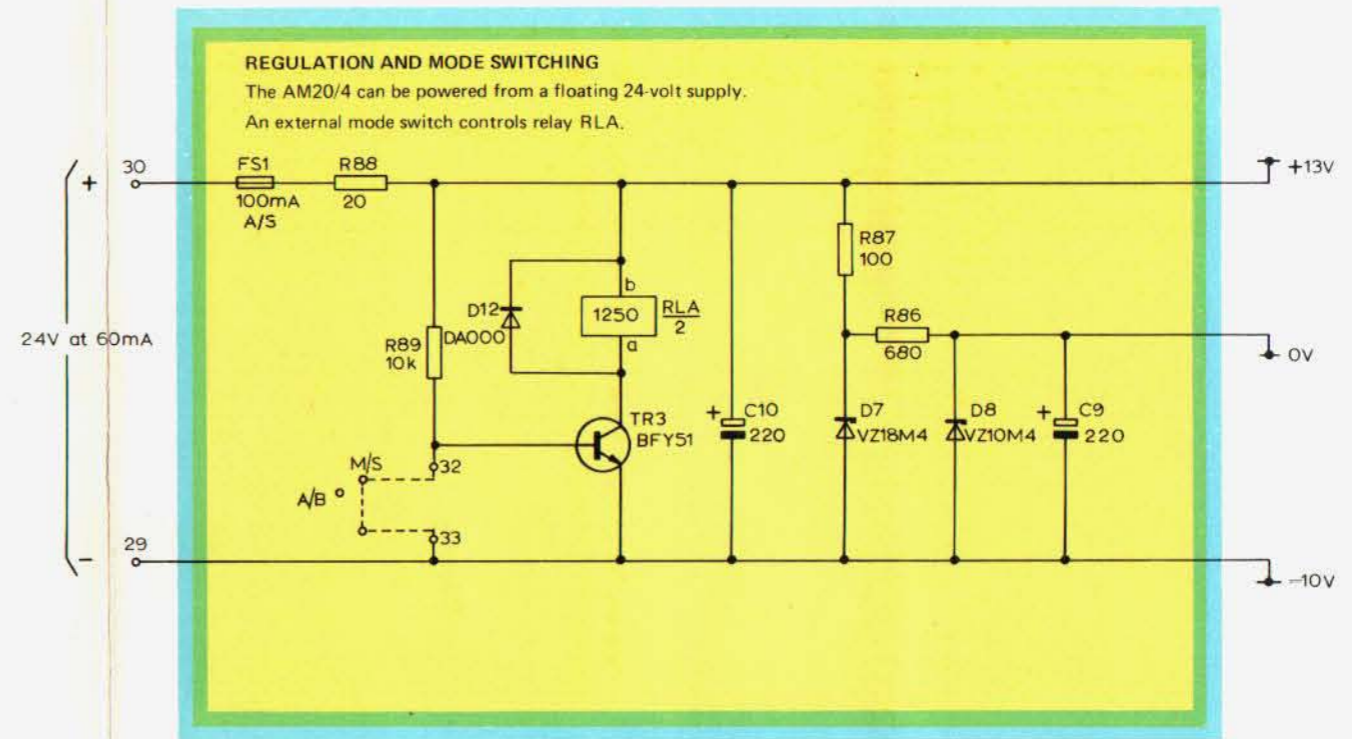 REGULATION AND MODE SWITCHING
The AM20/4 can be powered from a floating 24-volt supply.
An external mode switch controls relay RLA.
+
30
FS1
100mA
A/S
R88
20
+13V
R87
100
b
D12
DA000
1250
RLA
2
a
24V at 60mA
R89
10k
R86
680
0V
TR3
BFY51
+
C10
220
D7
VZ18M4
D8
VZ10M4
+
C9
220
M/S
32
A/B
33
-
29
-10V